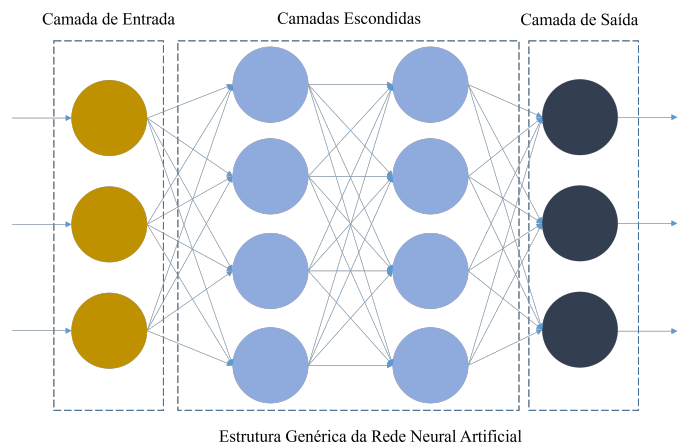 Camada de Entrada
Camadas Escondidas
Camada de Saída
Estrutura Genérica da Rede Neural Artificial